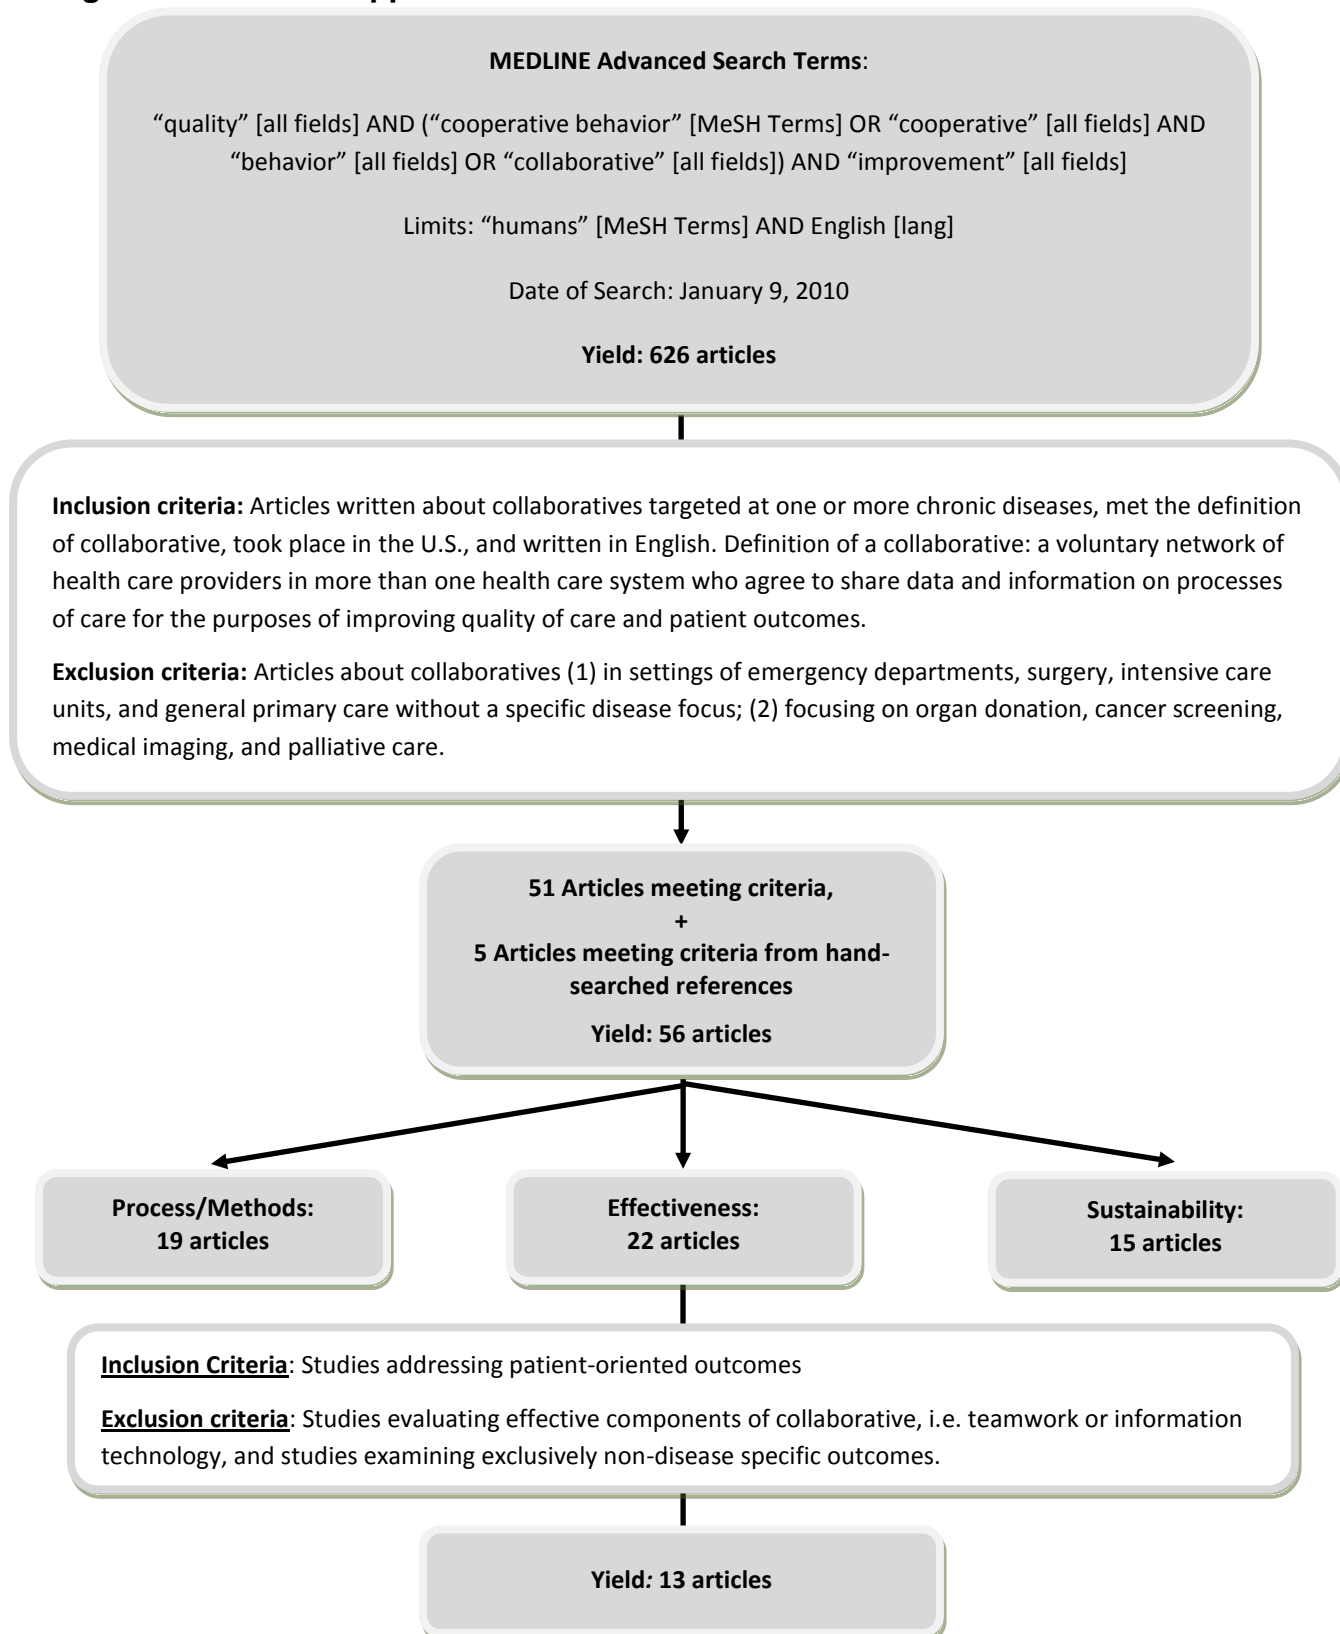 MEDLINE Advanced Search Terms:
“quality” [all fields] AND (“cooperative behavior” [MeSH Terms] OR “cooperative” [all fields] AND
“behavior” [all fields] OR “collaborative” [all fields]) AND “improvement” [all fields]
Limits: “humans” [MeSH Terms] AND English [lang]
Date of Search: January 9, 2010
Yield: 626 articles
Inclusion criteria: Articles written about collaboratives targeted at one or more chronic diseases, met the definition
of collaborative, took place in the U.S., and written in English. Definition of a collaborative: a voluntary network of
health care providers in more than one health care system who agree to share data and information on processes
of care for the purposes of improving quality of care and patient outcomes.
Exclusion criteria: Articles about collaboratives (1) in settings of emergency departments, surgery, intensive care
units, and general primary care without a specific disease focus; (2) focusing on organ donation, cancer screening,
medical imaging, and palliative care.
51 Articles meeting criteria,
+
5 Articles meeting criteria from hand-
searched references
Yield: 56 articles
Process/Methods:
19 articles
Effectiveness:
22 articles
Sustainability:
15 articles
Inclusion Criteria: Studies addressing patient-oriented outcomes
Exclusion criteria: Studies evaluating effective components of collaborative, i.e. teamwork or information
technology, and studies examining exclusively non-disease specific outcomes.
Yield: 13 articles